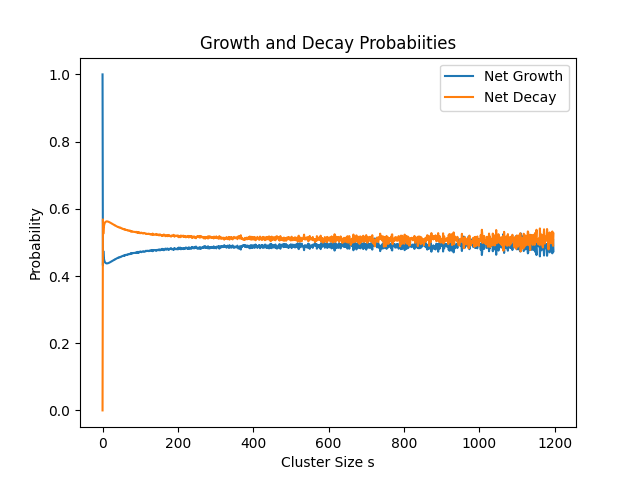 Growth and Decay Probabiities
Net Growth
Net Decay
Probability
1.0
0.8
0.6
0.4
0.2
0.0
0 200 400 600 800 1000 1200
Cluster Size s